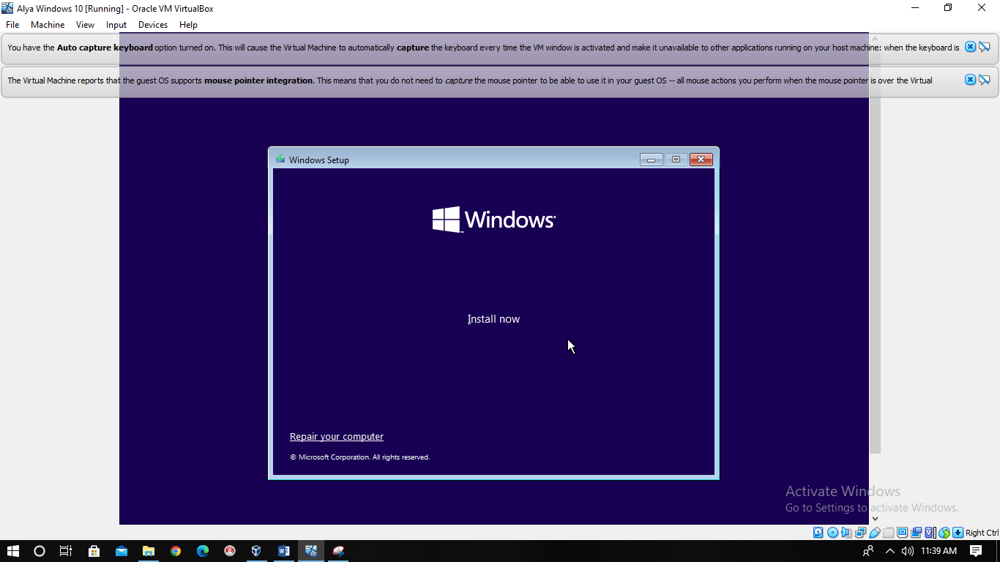 Alya Windows 10 [Running] - Oracle VM VirtualBox
File Machine View Input Devices Help
You have the Auto capture keyboard option turned on. This will cause the Virtual Machine to automatically capture the keyboard every time the VM window is activated and make it unavailable to other applications running on your host machine: when the keyboard is
The Virtual Machine reports that the guest OS supports mouse pointer integration. This means that you do not need to capture the mouse pointer to be able to use it in your guest OS -- all mouse actions you perform when the mouse pointer is over the Virtual
Windows Setup
Windows
Install now
Repair your computer
© Microsoft Corporation. All rights reserved.
Activate Windows
Go to Settings to activate Windows.
Right Ctrl
11:39 AM